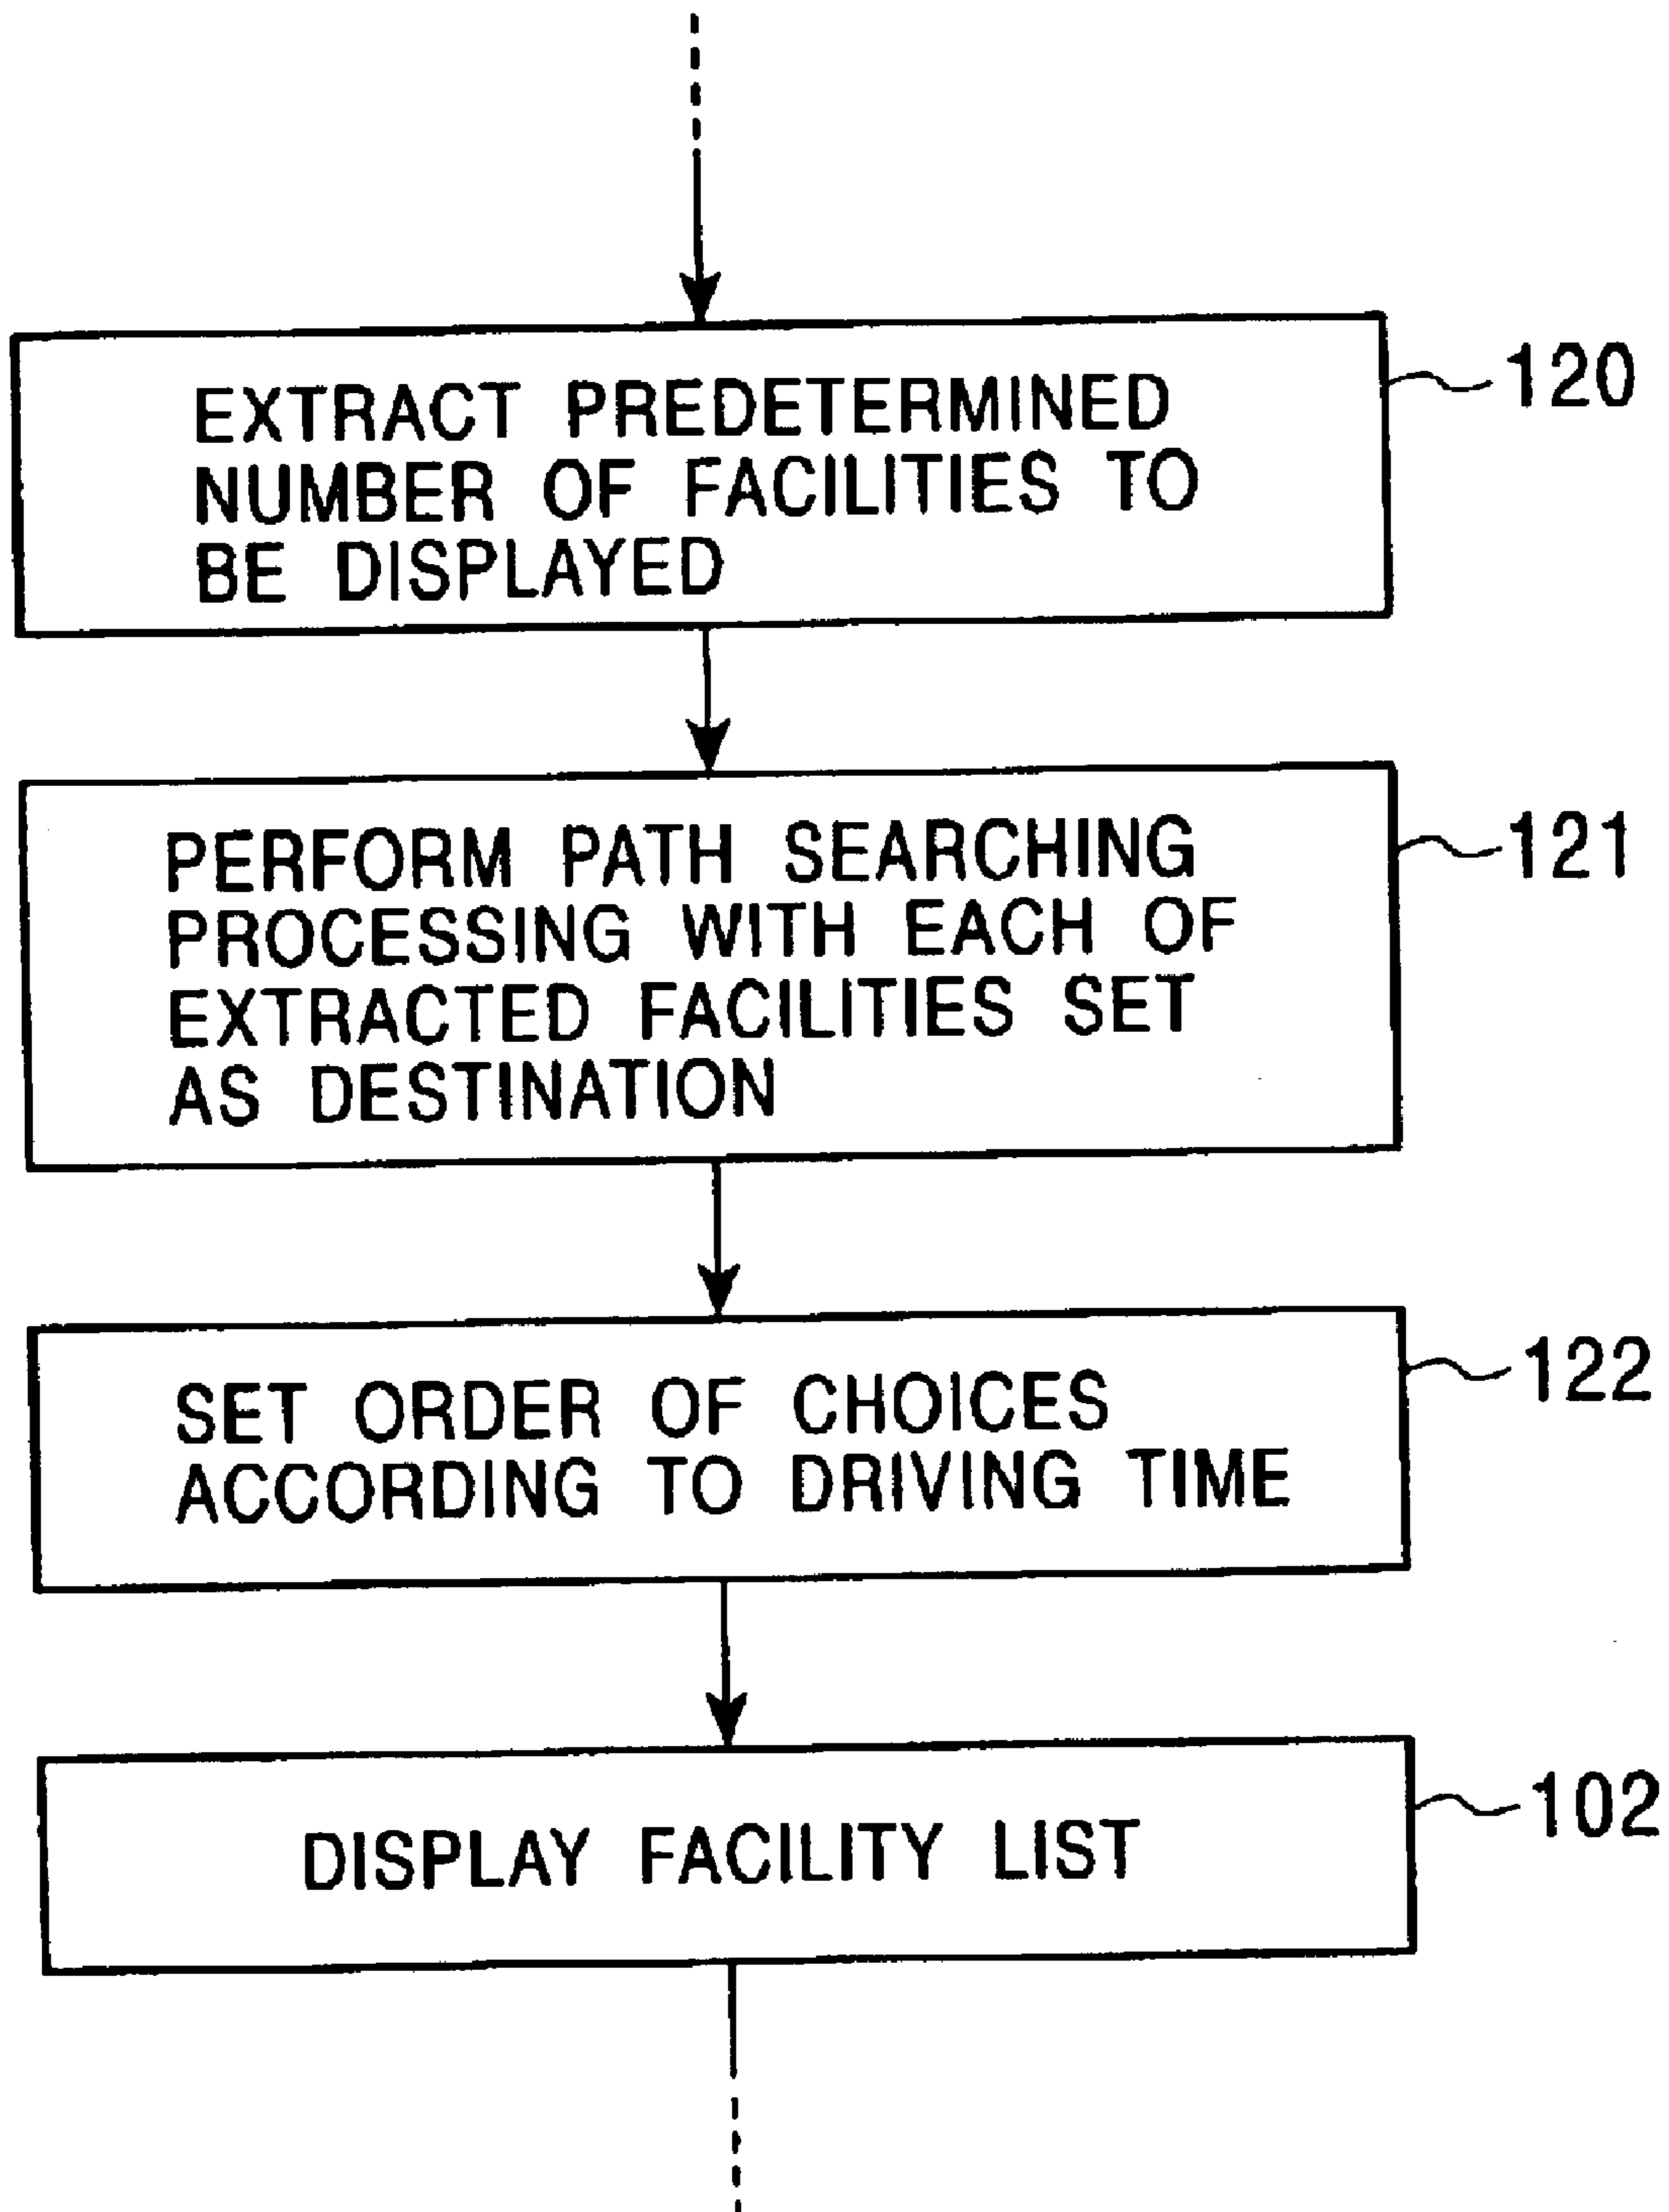 EXTRACT PREDETERMINED
NUMBER OF FACILITIES TO
BE DISPLAYED
120
PERFORM PATH SEARCHING
PROCESSING WITH EACH OF
EXTRACTED FACILITIES SET
AS DESTINATION
121
SET ORDER OF CHOICES
ACCORDING TO DRIVING TIME
122
DISPLAY FACILITY LIST
102